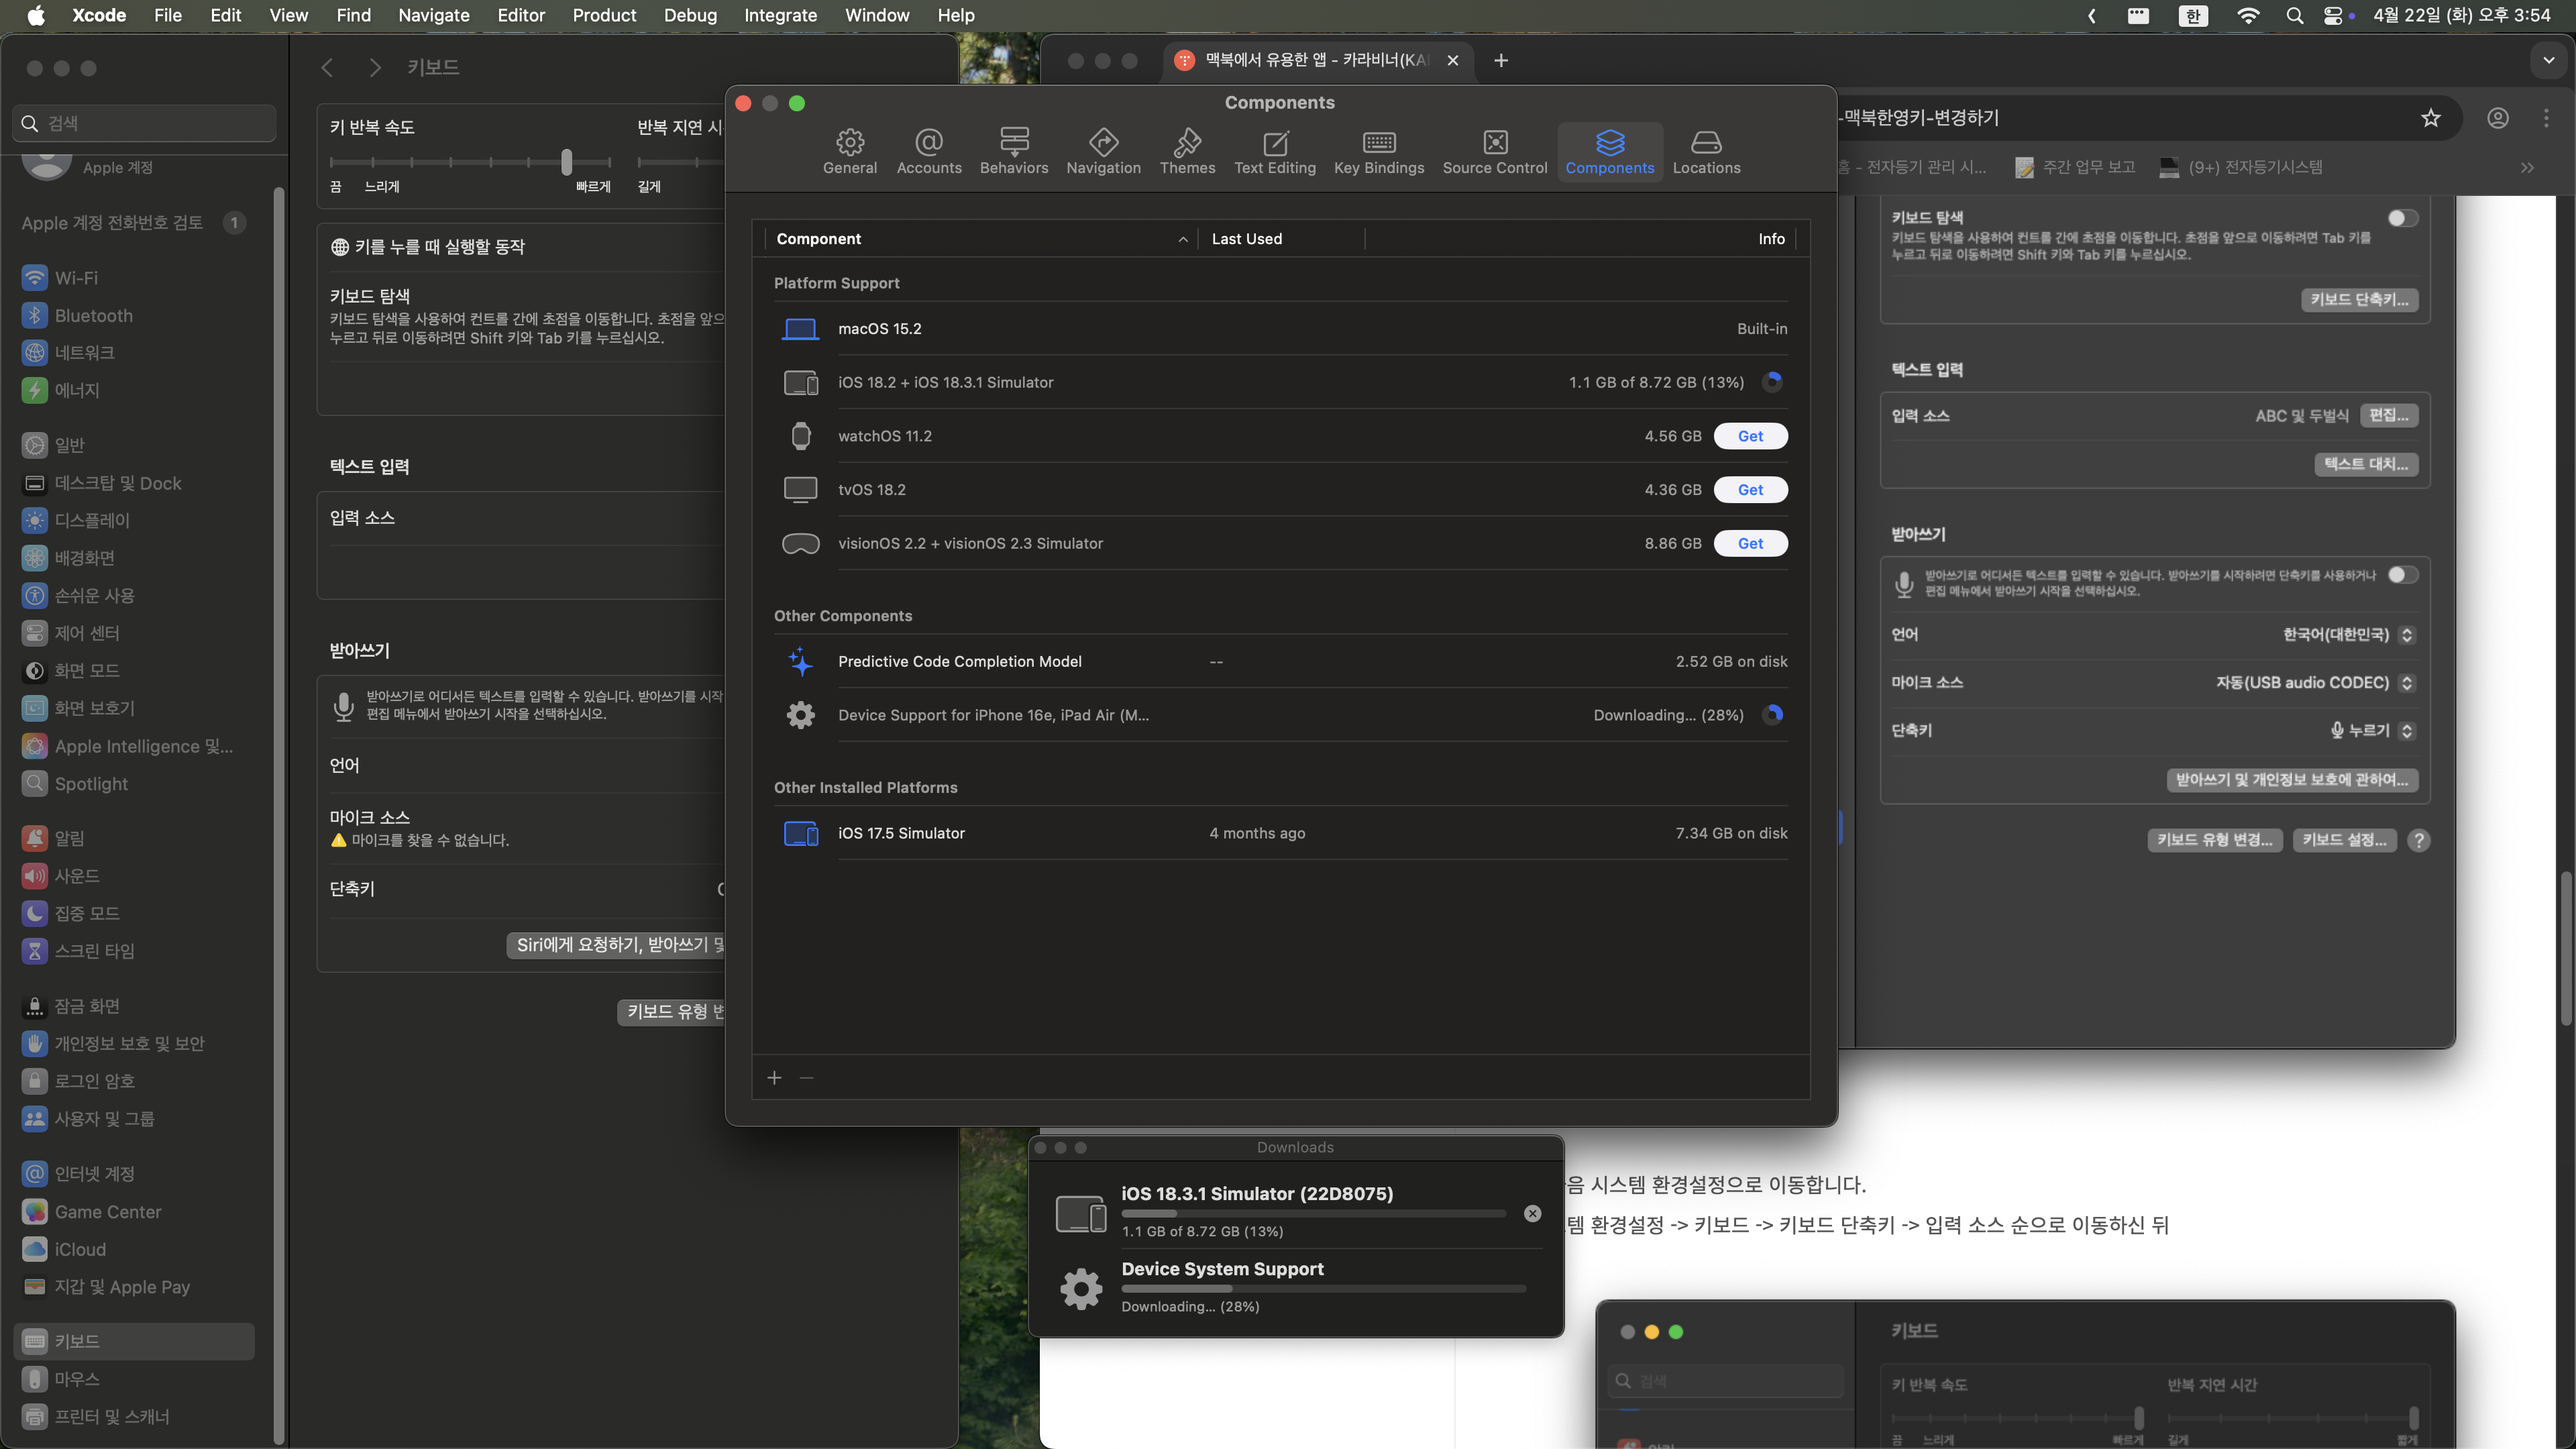 Xcode File Edit View Find Navigate Editor Product Debug Integrate Window Help
한 4월 22일 (화) 오후 3:54
검색
Apple 계정
Apple 계정 전화번호 검토 1
Wi-Fi
Bluetooth
네트워크
에너지
일반
데스크탑 및 Dock
디스플레이
배경화면
손쉬운 사용
제어 센터
화면 모드
화면 보호기
Apple Intelligence 및...
Spotlight
알림
사운드
집중 모드
스크린 타임
잠금 화면
개인정보 보호 및 보안
로그인 암호
사용자 및 그룹
인터넷 계정
Game Center
iCloud
지갑 및 Apple Pay
키보드
마우스
프린터 및 스캐너
키보드
키 반복 속도 반복 지연 시
끔 느리게 빠르게 길게
키를 누를 때 실행할 동작
키보드 탐색
키보드 탐색을 사용하여 컨트롤 간에 초점을 이동합니다. 초점을 앞으
누르고 뒤로 이동하려면 Shift 키와 Tab 키를 누르십시오.
텍스트 입력
입력 소스
받아쓰기
받아쓰기로 어디서든 텍스트를 입력할 수 있습니다. 받아쓰기를 시작
편집 메뉴에서 받아쓰기 시작을 선택하십시오.
언어
마이크 소스
마이크를 찾을 수 없습니다.
단축키
Siri에게 요청하기, 받아쓰기 및
키보드 유형 변
Components
General Accounts Behaviors Navigation Themes Text Editing Key Bindings Source Control Components Locations
Component Last Used Info
Platform Support
macOS 15.2 Built-in
iOS 18.2 + iOS 18.3.1 Simulator 1.1 GB of 8.72 GB (13%)
watchOS 11.2 4.56 GB Get
tvOS 18.2 4.36 GB Get
visionOS 2.2 + visionOS 2.3 Simulator 8.86 GB Get
Other Components
Predictive Code Completion Model -- 2.52 GB on disk
Device Support for iPhone 16e, iPad Air (M... Downloading... (28%)
Other Installed Platforms
iOS 17.5 Simulator 4 months ago 7.34 GB on disk
Downloads
iOS 18.3.1 Simulator (22D8075)
1.1 GB of 8.72 GB (13%)
Device System Support
Downloading... (28%)
맥북에서 유용한 앱 - 카라비너(KA
-맥북한영키-변경하기
홈 - 전자등기 관리 시... 주간 업무 보고 (9+) 전자등기시스템
키보드 탐색
키보드 탐색을 사용하여 컨트롤 간에 초점을 이동합니다. 초점을 앞으로 이동하려면 Tab 키를
누르고 뒤로 이동하려면 Shift 키와 Tab 키를 누르십시오.
키보드 단축키...
텍스트 입력
입력 소스 ABC 및 두벌식 편집...
텍스트 대치...
받아쓰기
받아쓰기로 어디서든 텍스트를 입력할 수 있습니다. 받아쓰기를 시작하려면 단축키를 사용하거나
편집 메뉴에서 받아쓰기 시작을 선택하십시오.
언어 한국어(대한민국)
마이크 소스 자동(USB audio CODEC)
단축키 누르기
받아쓰기 및 개인정보 보호에 관하여...
키보드 유형 변경... 키보드 설정... ?
음 시스템 환경설정으로 이동합니다.
템 환경설정 -> 키보드 -> 키보드 단축키 -> 입력 소스 순으로 이동하신 뒤
검색
키보드
키 반복 속도 반복 지연 시간
끔 느리게 빠르게 길게 짧게